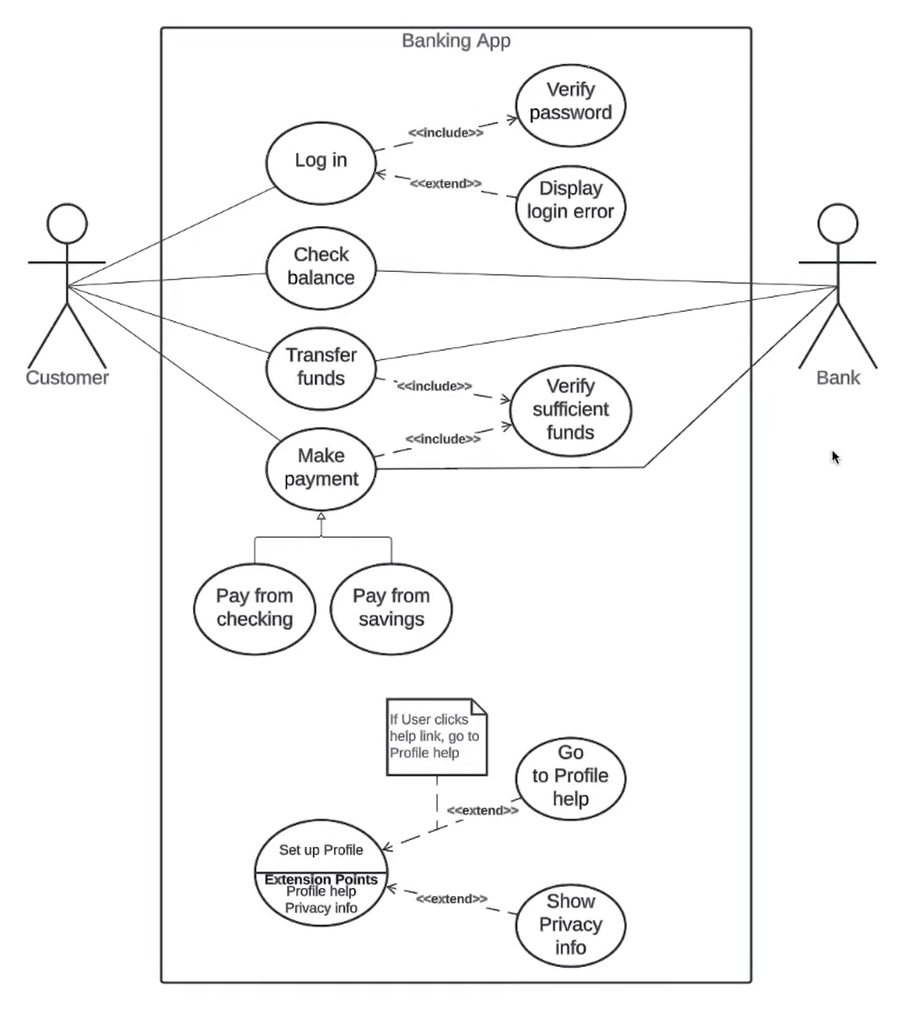 Banking App
Verify
password
<<include>>
Log in
<<extend>>
Display
login error
Check
balance
Transfer
funds
Customer
Bank
<<include>>
Verify
sufficient
funds
<<include>>
Make
payment
Pay from
checking
Pay from
savings
If User clicks
help link, go to
Profile help
Go
to Profile
help
<<extend>>
Set up Profile
Extension Points
Profile help
Privacy info
<<extend>>
Show
Privacy
info